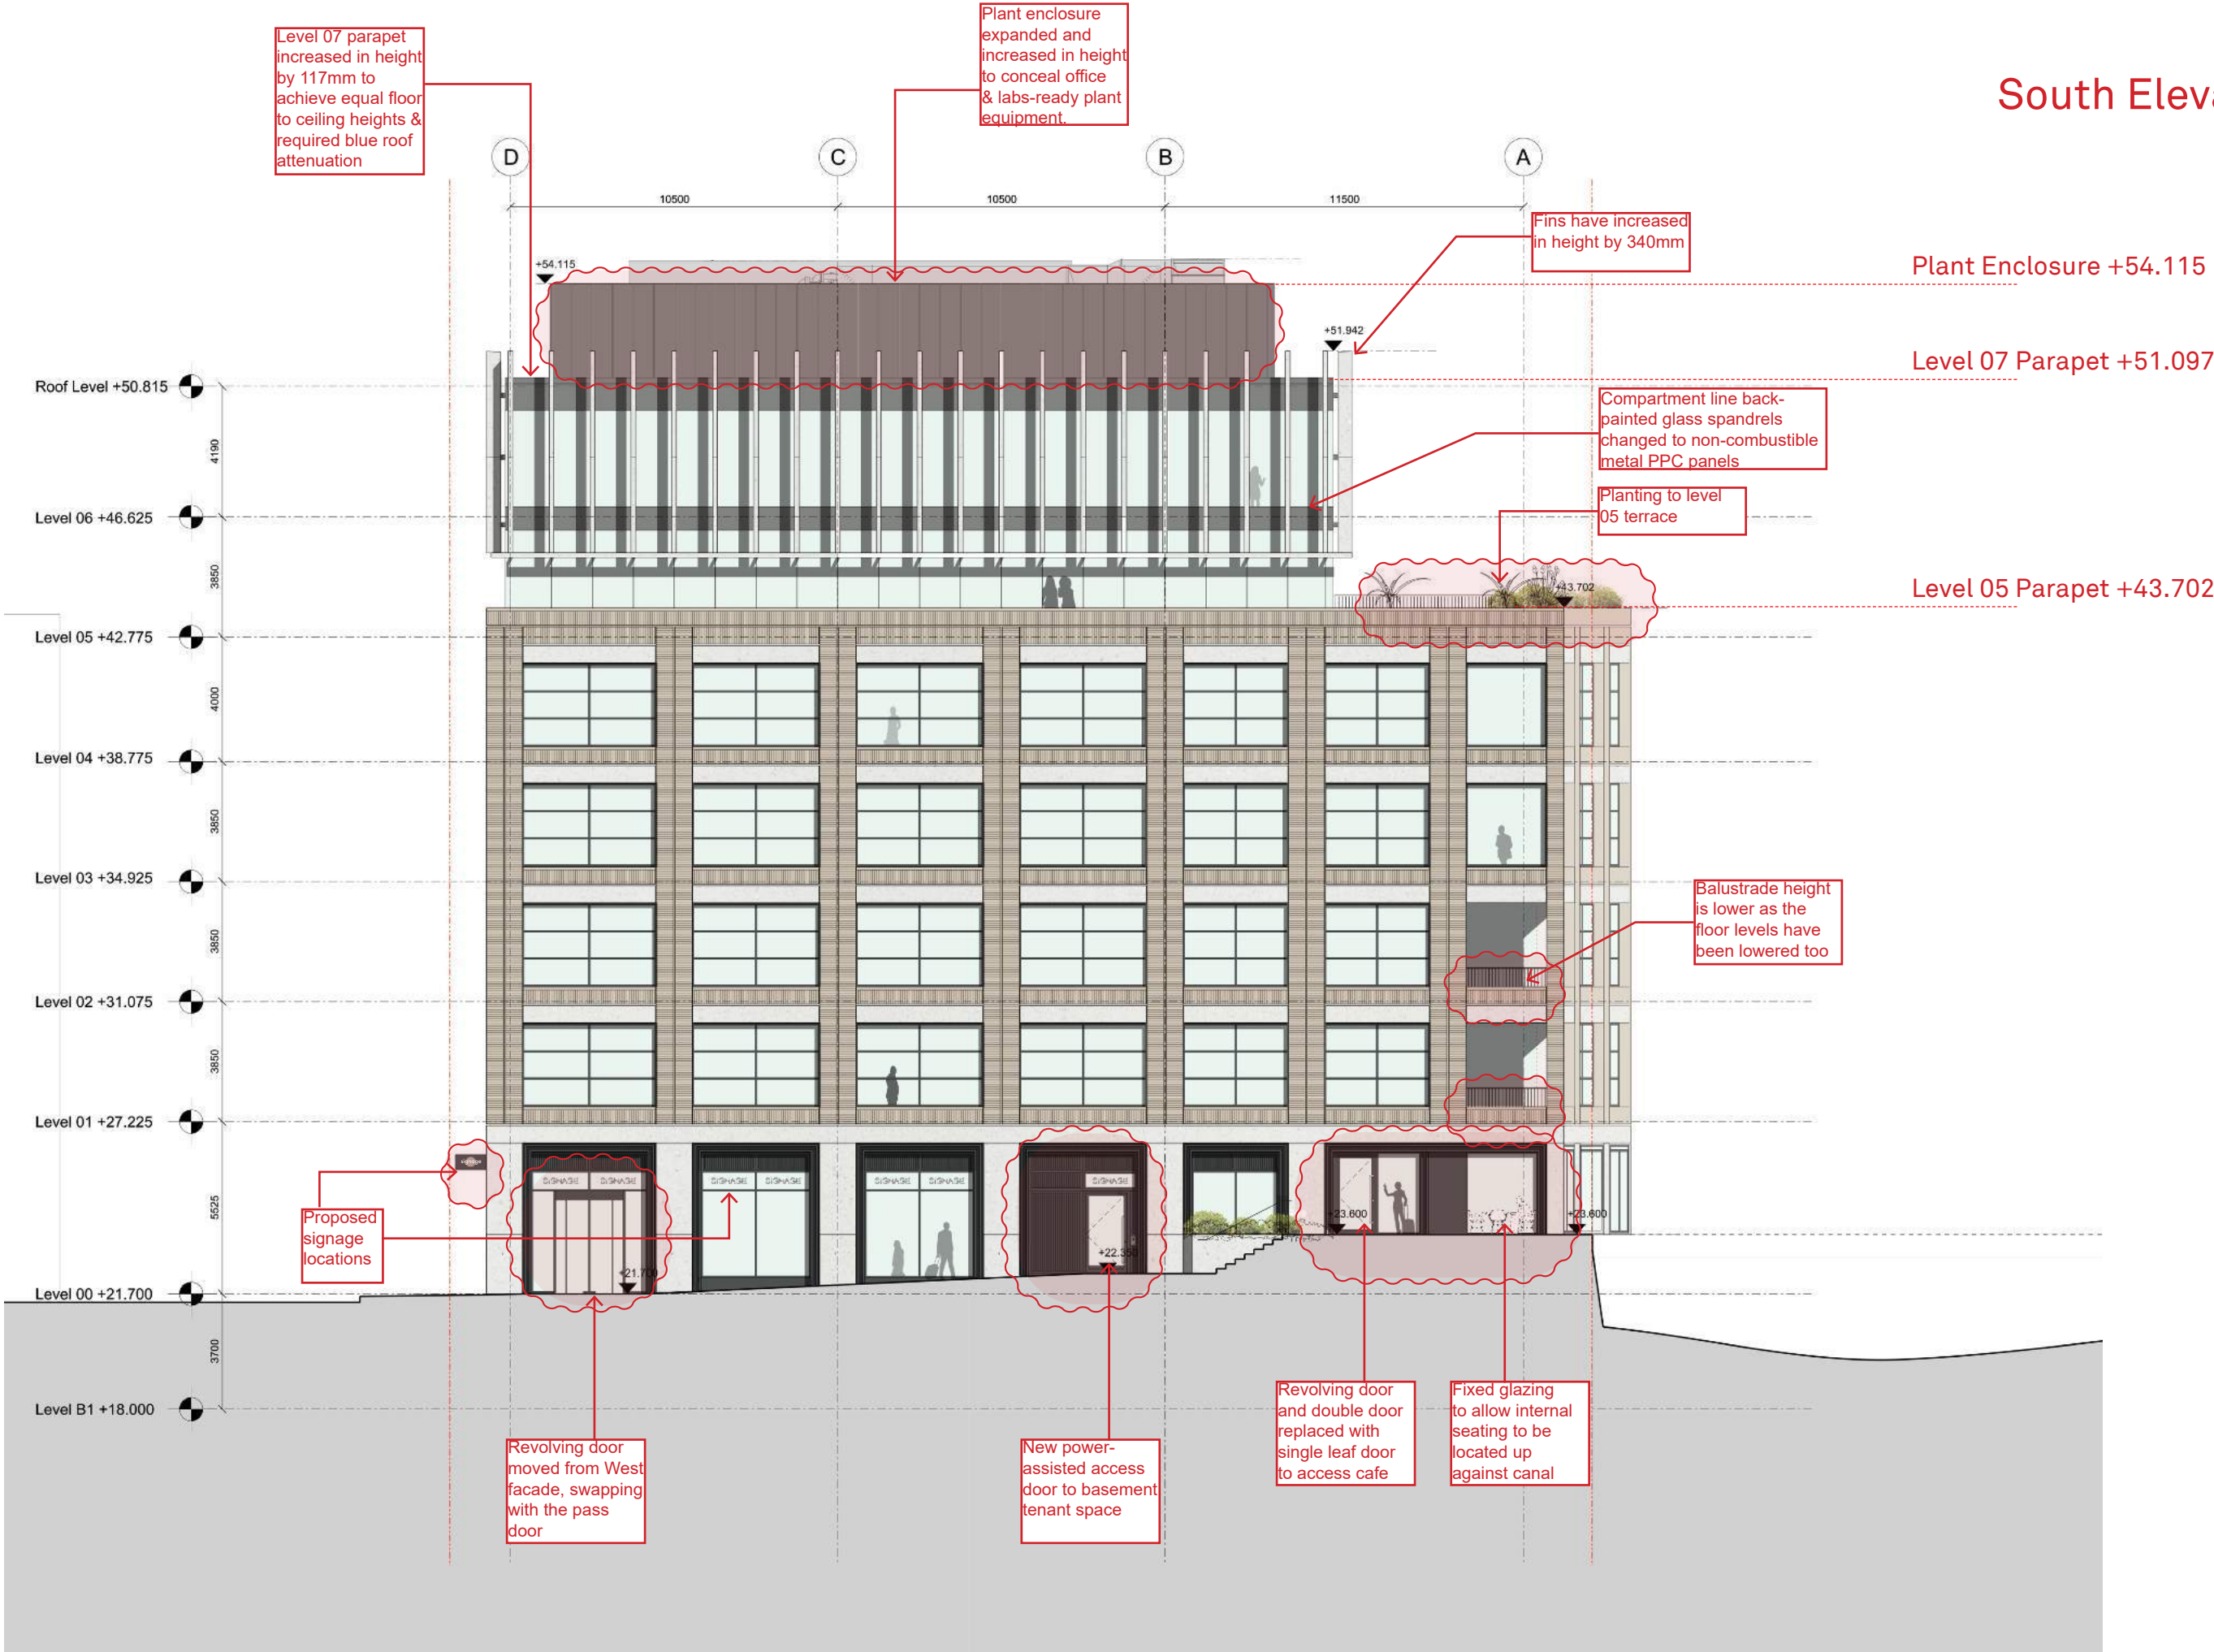 Level 07 parapet
increased in height
by 117mm to
achieve equal floor
to ceiling heights &
required blue roof
attenuation
Plant enclosure
expanded and
increased in height
to conceal office
& labs-ready plant
equipment.
South Eleva
D
C
B
A
10500
10500
11500
Fins have increased
in height by 340mm
+54.115
Plant Enclosure +54.115
+51.942
Level 07 Parapet +51.097
Roof Level +50.815
Compartment line back-
painted glass spandrels
changed to non-combustible
metal PPC panels
4190
Planting to level
05 terrace
Level 06 +46.625
3850
+43.702
Level 05 Parapet +43.702
Level 05 +42.775
4000
Level 04 +38.775
3850
Level 03 +34.925
Balustrade height
is lower as the
floor levels have
been lowered too
3850
Level 02 +31.075
3850
Level 01 +27.225
SIGNAGE SIGNAGE
SIGNAGE SIGNAGE
SIGNAGE SIGNAGE
SIGNAGE
5525
Proposed
signage
locations
+23.600
+23.600
+22.350
+21.700
Level 00 +21.700
3700
Level B1 +18.000
Revolving door
moved from West
facade, swapping
with the pass
door
New power-
assisted access
door to basement
tenant space
Revolving door
and double door
replaced with
single leaf door
to access cafe
Fixed glazing
to allow internal
seating to be
located up
against canal